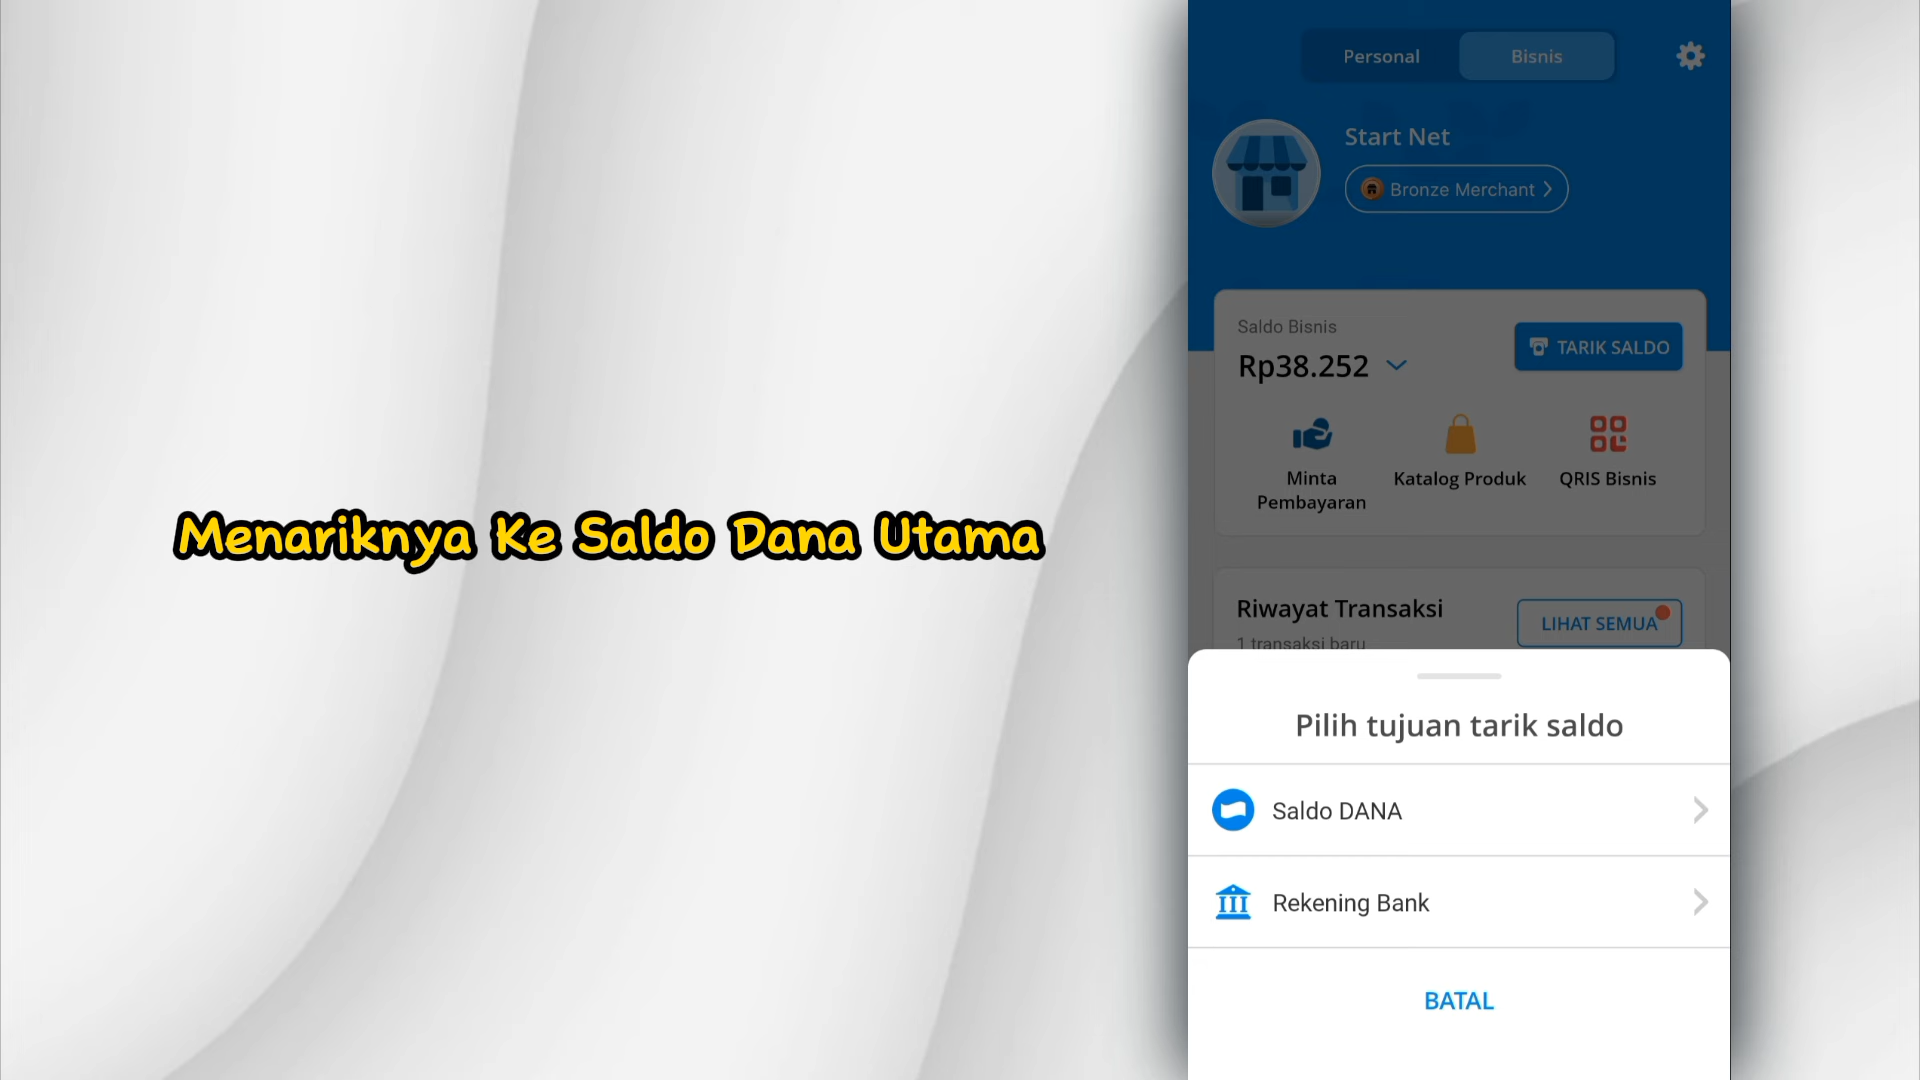 Menariknya Ke Saldo Dana Utama
Personal
Bisnis
Start Net
Bronze Merchant
Saldo Bisnis
Rp38.252
TARIK SALDO
Minta
Pembayaran
Katalog Produk
QRIS Bisnis
Riwayat Transaksi
1 transaksi baru
LIHAT SEMUA
Pilih tujuan tarik saldo
Saldo DANA
Rekening Bank
BATAL